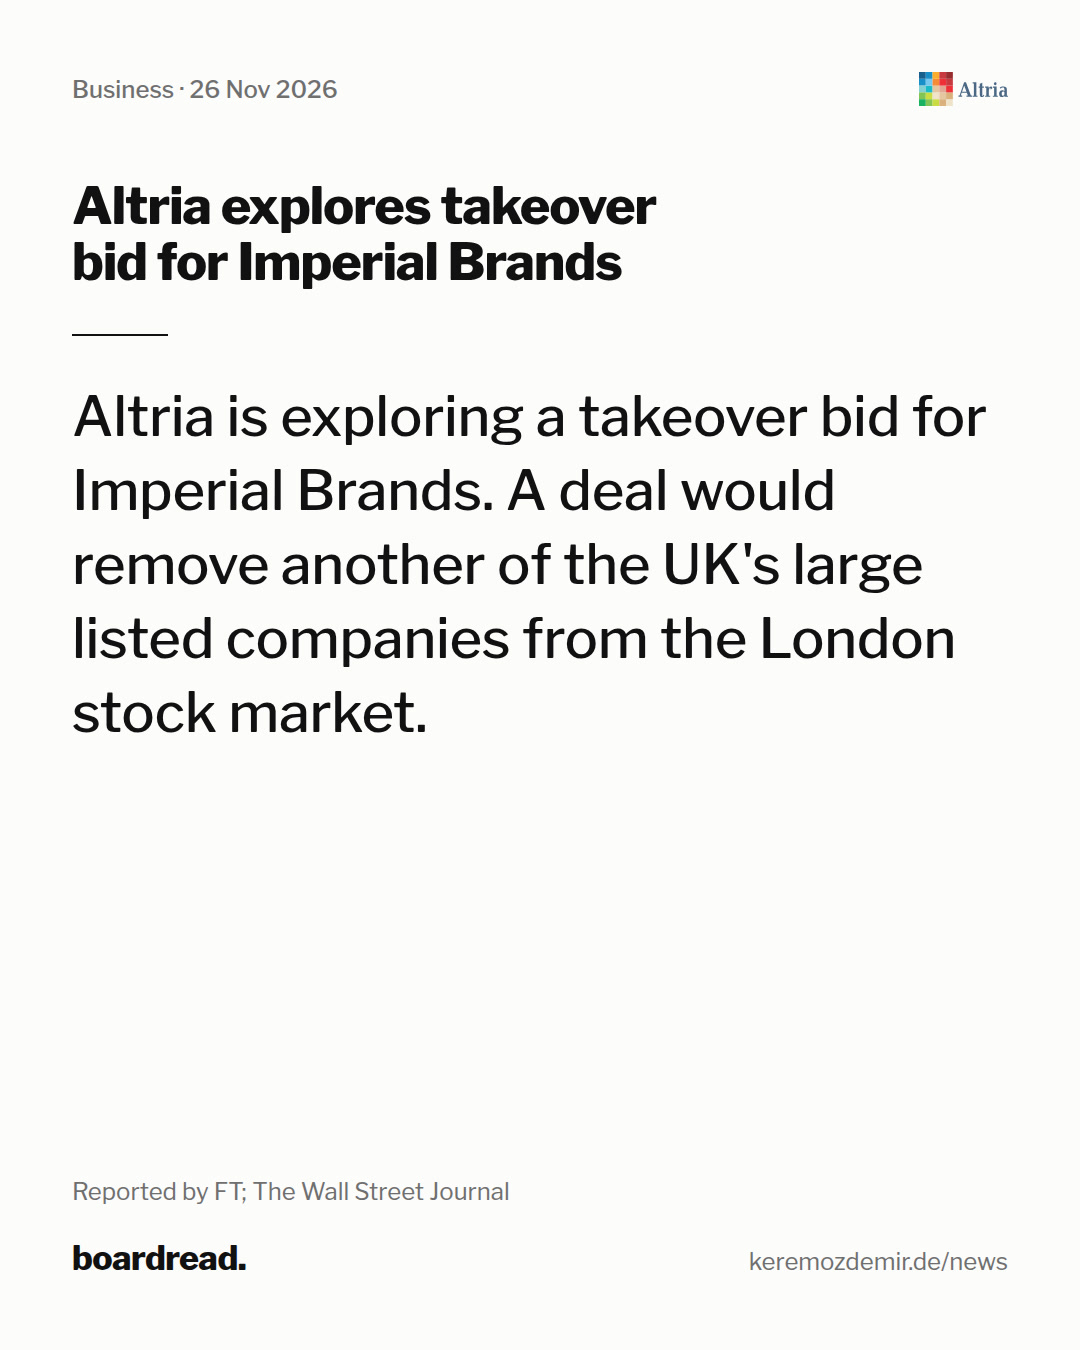 Business · 26 Nov 2026
Altria
Altria explores takeover
bid for Imperial Brands
Altria is exploring a takeover bid for
Imperial Brands. A deal would
remove another of the UK's large
listed companies from the London
stock market.
Reported by FT; The Wall Street Journal
boardread.
keremozdemir.de/news